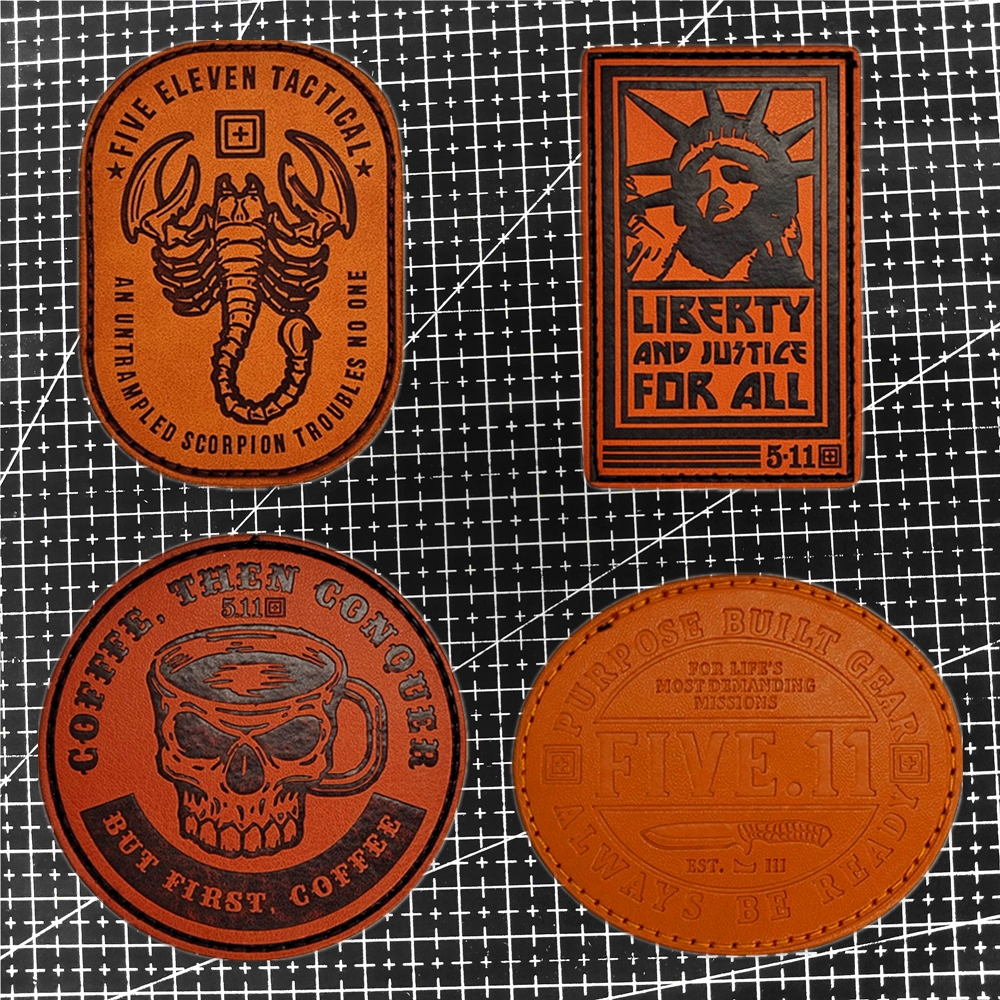 FIVE ELEVEN TACTICAL
AN UNTRAMPLED SCORPION TROUBLES NO ONE
LIBERTY
AND JUSTICE
FOR ALL
5·11
COFFEE, THEN CONQUER
5.11
BUT FIRST, COFFEE
PURPOSE BUILT GEAR
FOR LIFE'S
MOST DEMANDING
MISSIONS
FIVE.11
EST. III
ALWAYS BE READY